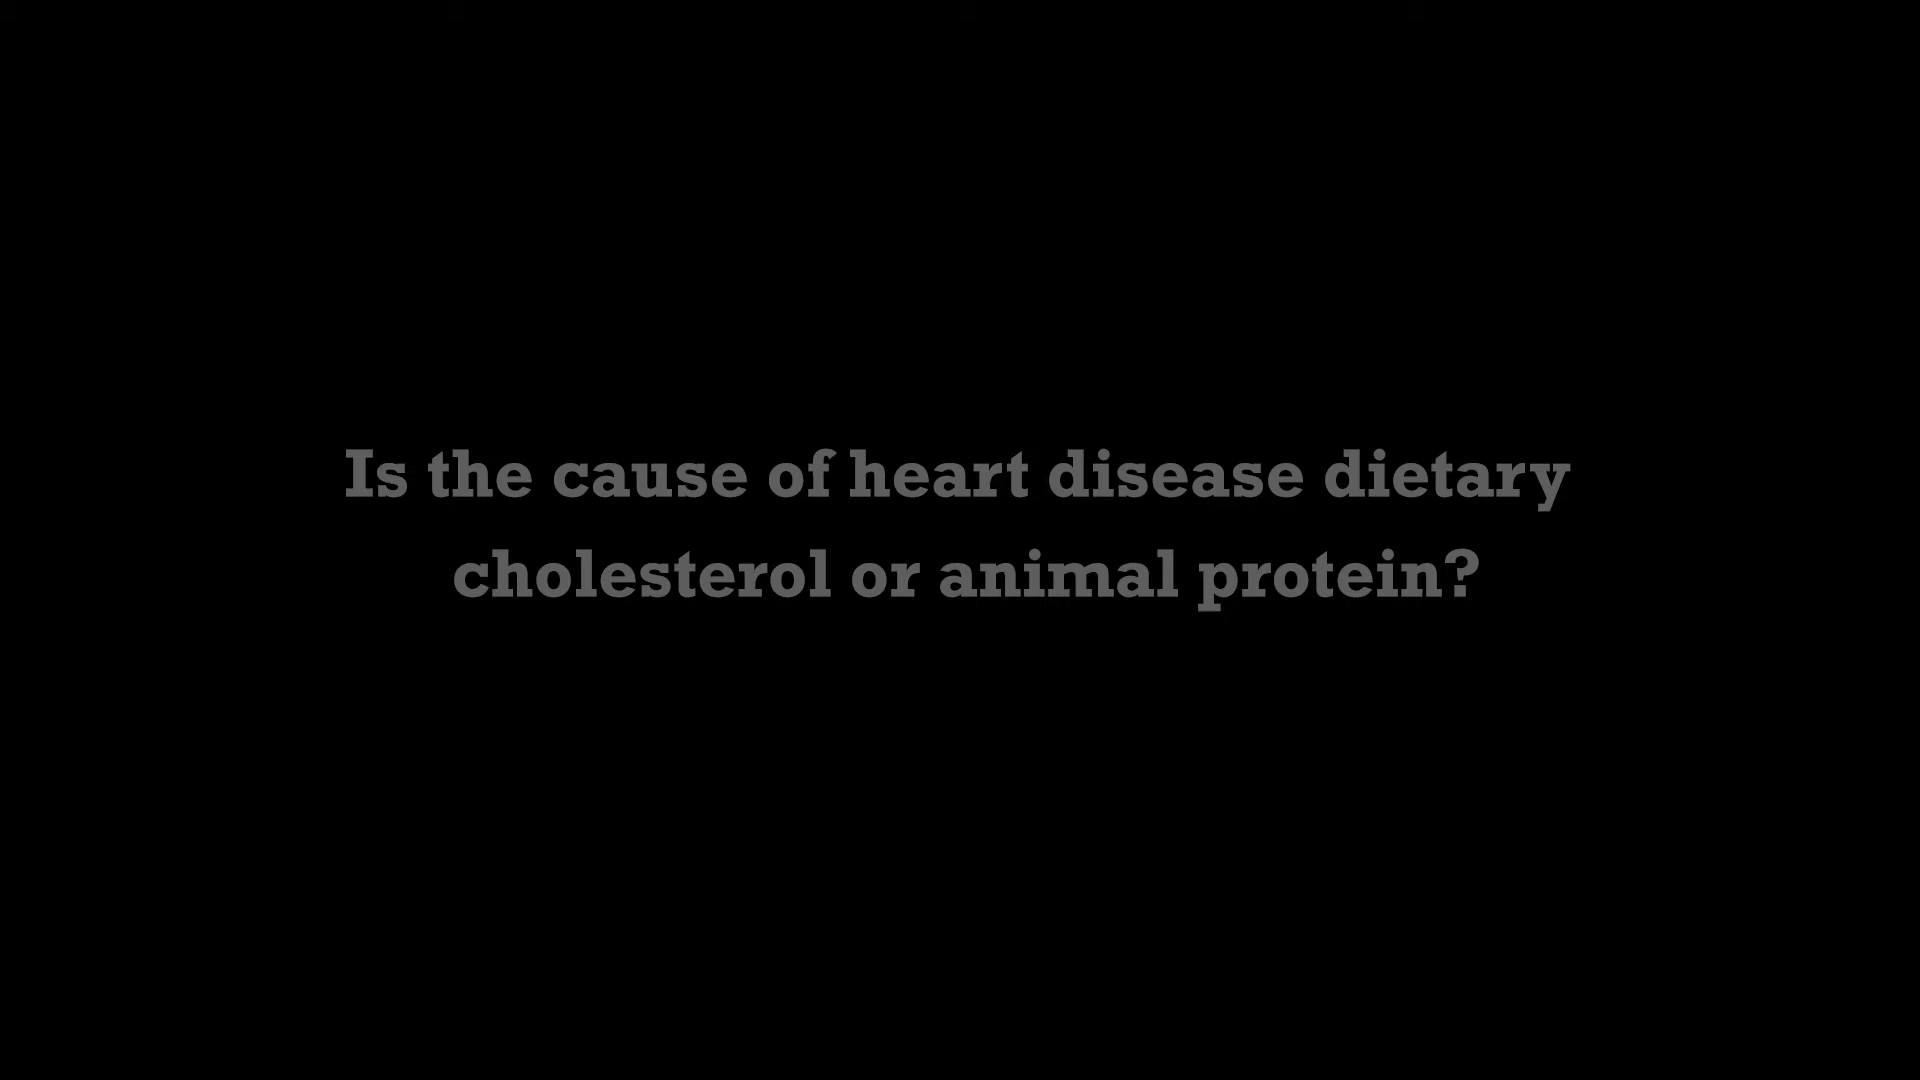 Is the cause of heart disease dietary
cholesterol or animal protein?